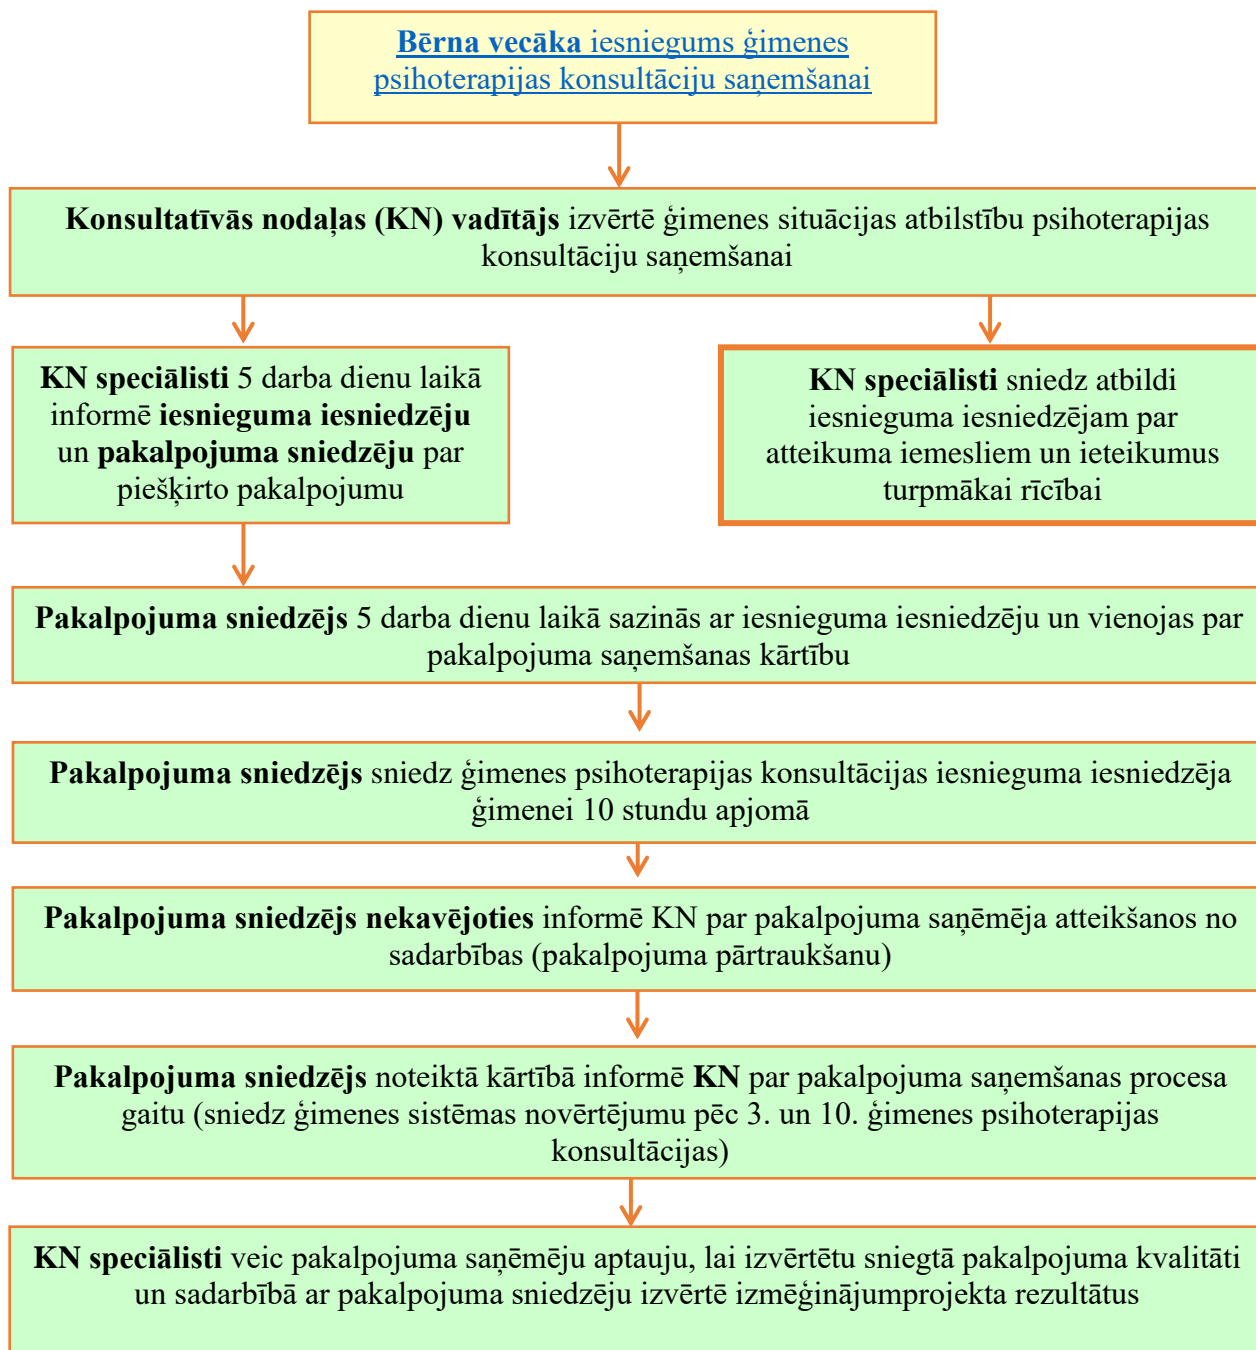 Bērna vecāka iesniegums ģimenes
psihoterapijas konsultāciju saņemšanai
Konsultatīvās nodaļas (KN) vadītājs izvērtē ģimenes situācijas atbilstību psihoterapijas
konsultāciju saņemšanai
KN speciālisti 5 darba dienu laikā
informē iesnieguma iesniedzēju
un pakalpojuma sniedzēju par
piešķirto pakalpojumu
KN speciālisti sniedz atbildi
iesnieguma iesniedzējam par
atteikuma iemesliem un ieteikumus
turpmākai rīcībai
Pakalpojuma sniedzējs 5 darba dienu laikā sazinās ar iesnieguma iesniedzēju un vienojas par
pakalpojuma saņemšanas kārtību
Pakalpojuma sniedzējs sniedz ģimenes psihoterapijas konsultācijas iesnieguma iesniedzēja
ģimenei 10 stundu apjomā
Pakalpojuma sniedzējs nekavējoties informē KN par pakalpojuma saņēmēja atteikšanos no
sadarbības (pakalpojuma pārtraukšanu)
Pakalpojuma sniedzējs noteiktā kārtībā informē KN par pakalpojuma saņemšanas procesa
gaitu (sniedz ģimenes sistēmas novērtējumu pēc 3. un 10. ģimenes psihoterapijas
konsultācijas)
KN speciālisti veic pakalpojuma saņēmēju aptauju, lai izvērtētu sniegtā pakalpojuma kvalitāti
un sadarbībā ar pakalpojuma sniedzēju izvērtē izmēģinājumprojekta rezultātus